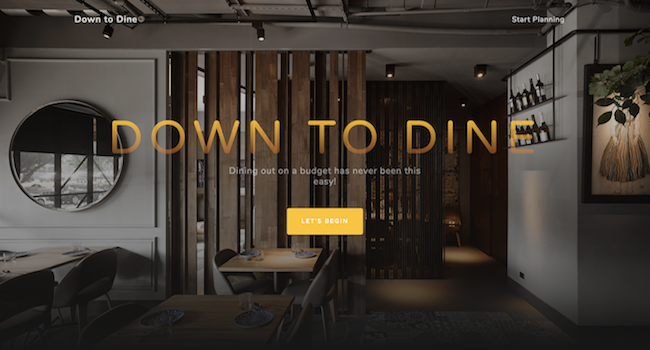 Down to Dine
Start Planning
DOWN TO DINE
Dining out on a budget has never been this
easy!
LET'S BEGIN